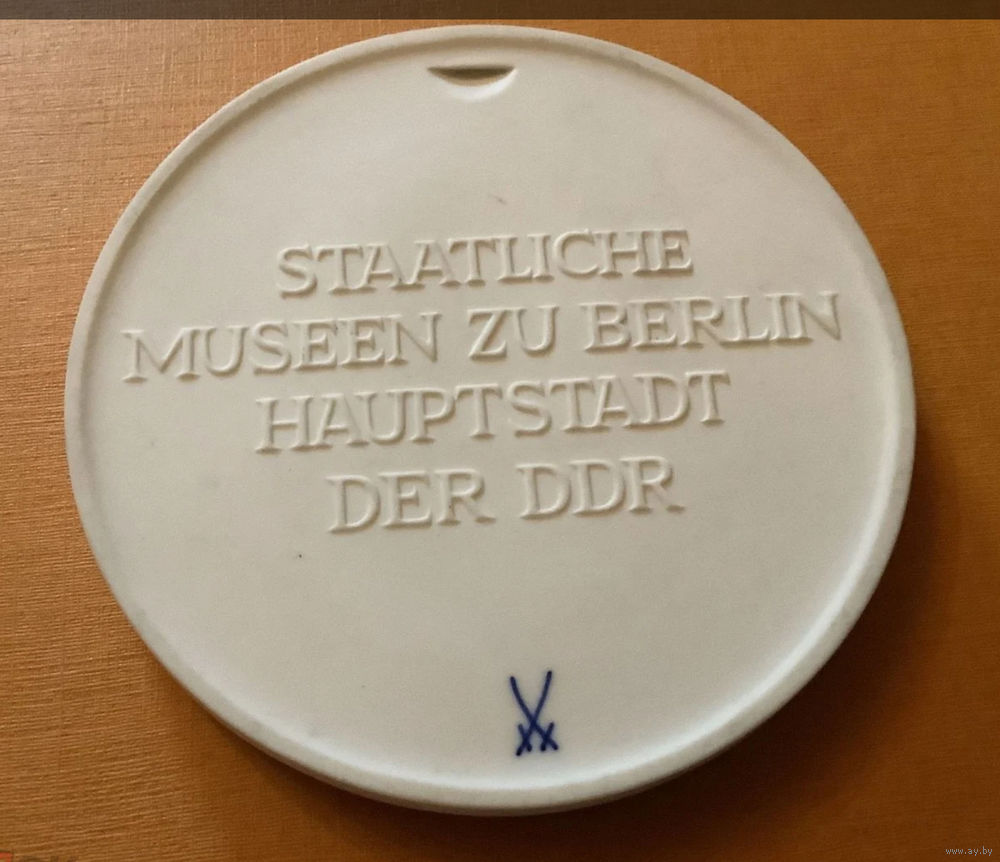 STAATLICHE
MUSEEN ZU BERLIN
HAUPTSTADT
DER DDR
www.ay.by